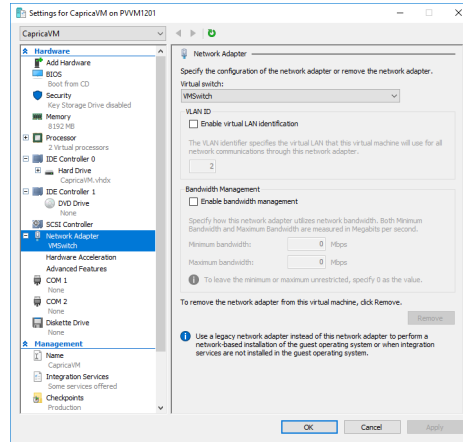 Settings for CapricaVM on PVVM1201
CapricaVM
Hardware
Add Hardware
BIOS
Boot from CD
Security
Key Storage Drive disabled
Memory
8192 MB
Processor
2 Virtual processors
IDE Controller 0
Hard Drive
CapricaVM.vhdx
IDE Controller 1
DVD Drive
None
SCSI Controller
Network Adapter
VMSwitch
Hardware Acceleration
Advanced Features
COM 1
None
COM 2
None
Diskette Drive
None
Management
Name
CapricaVM
Integration Services
Some services offered
Checkpoints
Production
Network Adapter
Specify the configuration of the network adapter or remove the network adapter.
Virtual switch:
VMSwitch
VLAN ID
Enable virtual LAN identification
The VLAN identifier specifies the virtual LAN that this virtual machine will use for all
network communications through this network adapter.
2
Bandwidth Management
Enable bandwidth management
Specify how this network adapter utilizes network bandwidth. Both Minimum
Bandwidth and Maximum Bandwidth are measured in Megabits per second.
Minimum bandwidth: 0 Mbps
Maximum bandwidth: 0 Mbps
To leave the minimum or maximum unrestricted, specify 0 as the value.
To remove the network adapter from this virtual machine, click Remove.
Remove
Use a legacy network adapter instead of this network adapter to perform a
network-based installation of the guest operating system or when integration
services are not installed in the guest operating system.
OK Cancel Apply